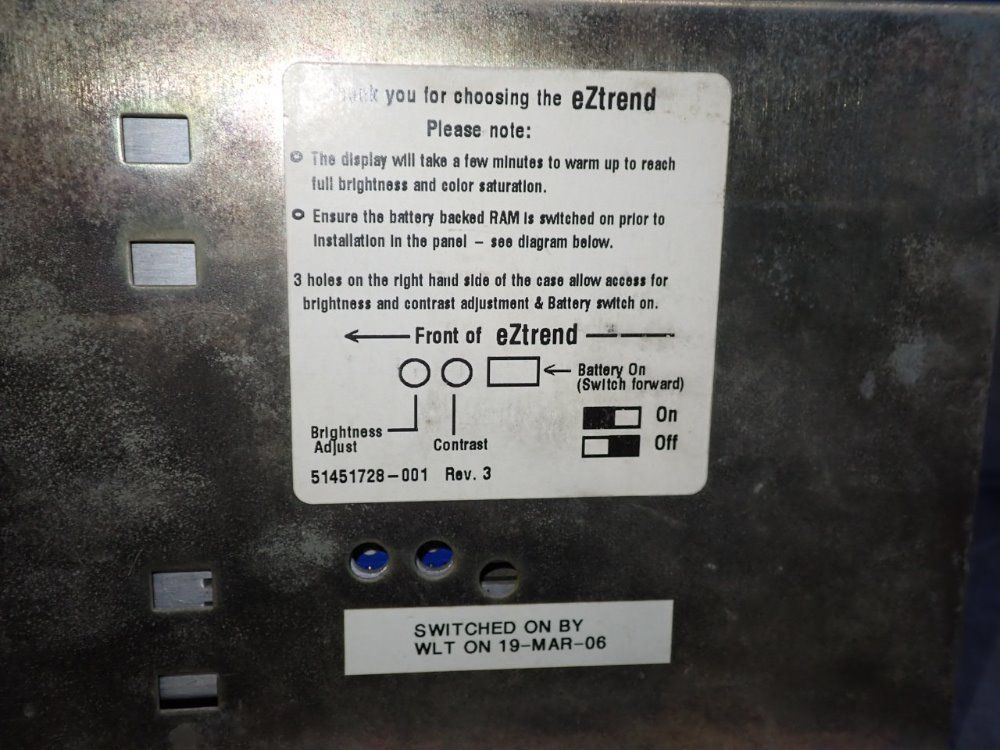 Thank you for choosing the eZtrend
Please note:
The display will take a few minutes to warm up to reach
full brightness and color saturation.
Ensure the battery backed RAM is switched on prior to
installation in the panel – see diagram below.
3 holes on the right hand side of the case allow access for
brightness and contrast adjustment & Battery switch on.
Front of eZtrend
Battery On
(Switch forward)
On
Off
Brightness
Adjust
Contrast
51451728-001 Rev. 3
SWITCHED ON BY
WLT ON 19-MAR-06